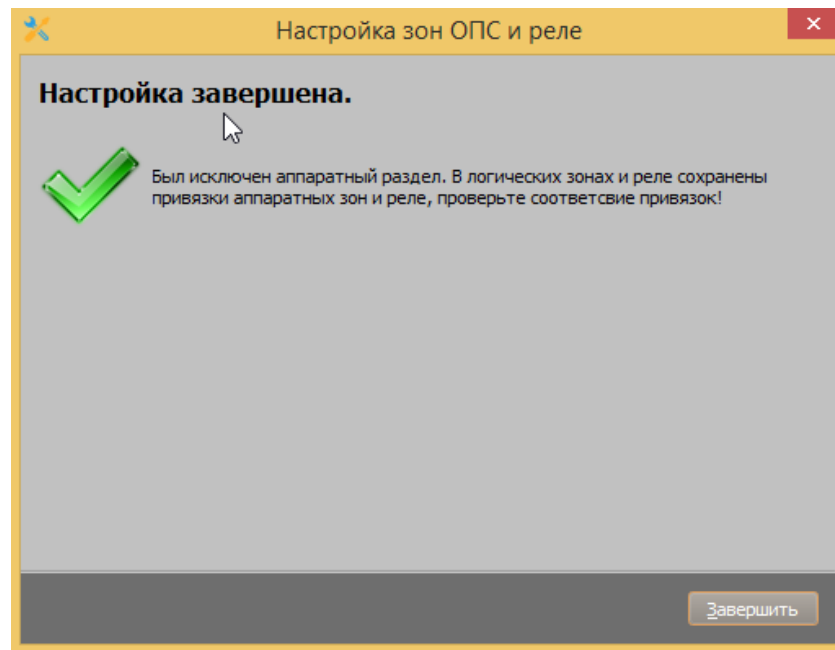 Настройка зон ОПС и реле
Настройка завершена.
Был исключен аппаратный раздел. В логических зонах и реле сохранены
привязки аппаратных зон и реле, проверьте соответсвие привязок!
Завершить